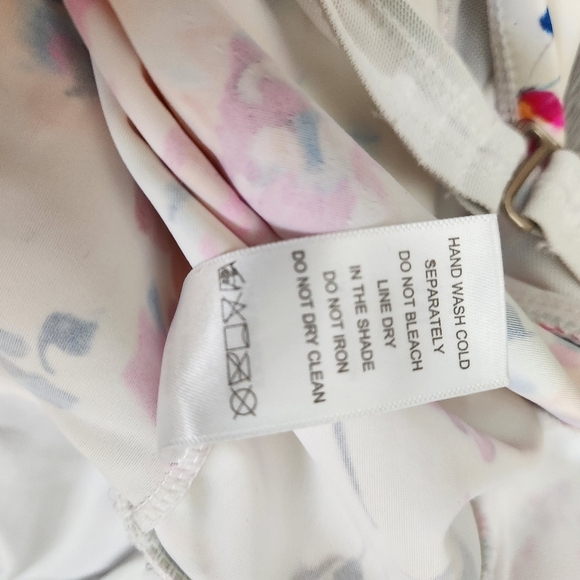 HAND WASH COLD
SEPARATELY
DO NOT BLEACH
LINE DRY
IN THE SHADE
DO NOT IRON
DO NOT DRY CLEAN